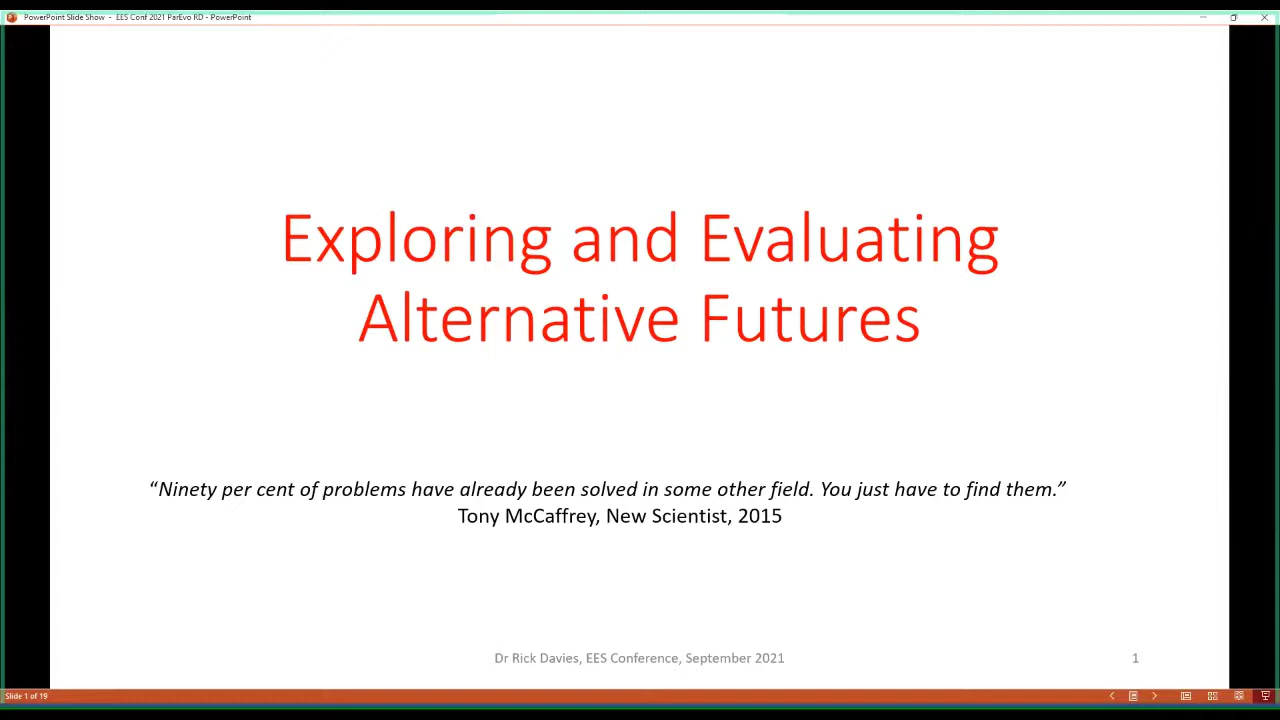 PowerPoint Slide Show - EES Conf 2021 ParEvo RD - PowerPoint
Exploring and Evaluating
Alternative Futures
“Ninety per cent of problems have already been solved in some other field. You just have to find them.”
Tony McCaffrey, New Scientist, 2015
Dr Rick Davies, EES Conference, September 2021
1
Slide 1 of 19